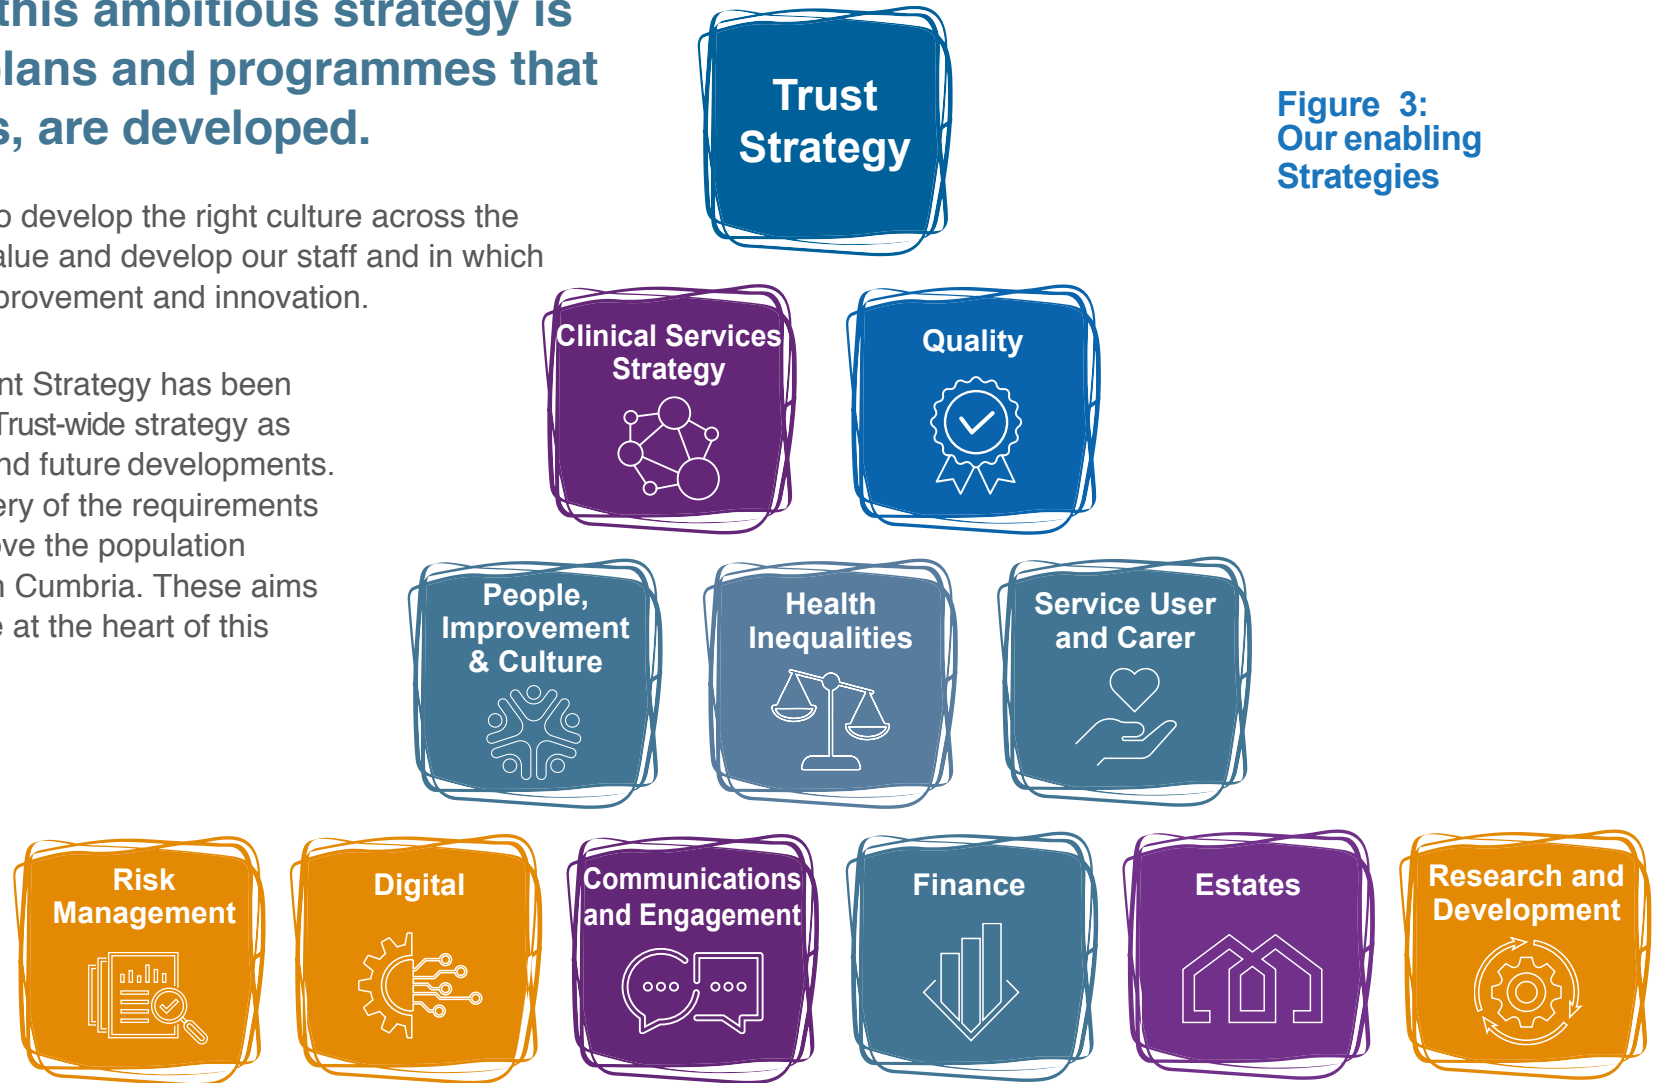 this ambitious strategy is
plans and programmes that
s, are developed.
o develop the right culture across the
alue and develop our staff and in which
provement and innovation.
nt Strategy has been
Trust-wide strategy as
nd future developments.
ery of the requirements
ove the population
n Cumbria. These aims
e at the heart of this
Figure 3:
Our enabling
Strategies
Trust
Strategy
Clinical Services
Strategy
Quality
People,
Improvement
& Culture
Health
Inequalities
Service User
and Carer
Risk
Management
Digital
Communications
and Engagement
Finance
Estates
Research and
Development